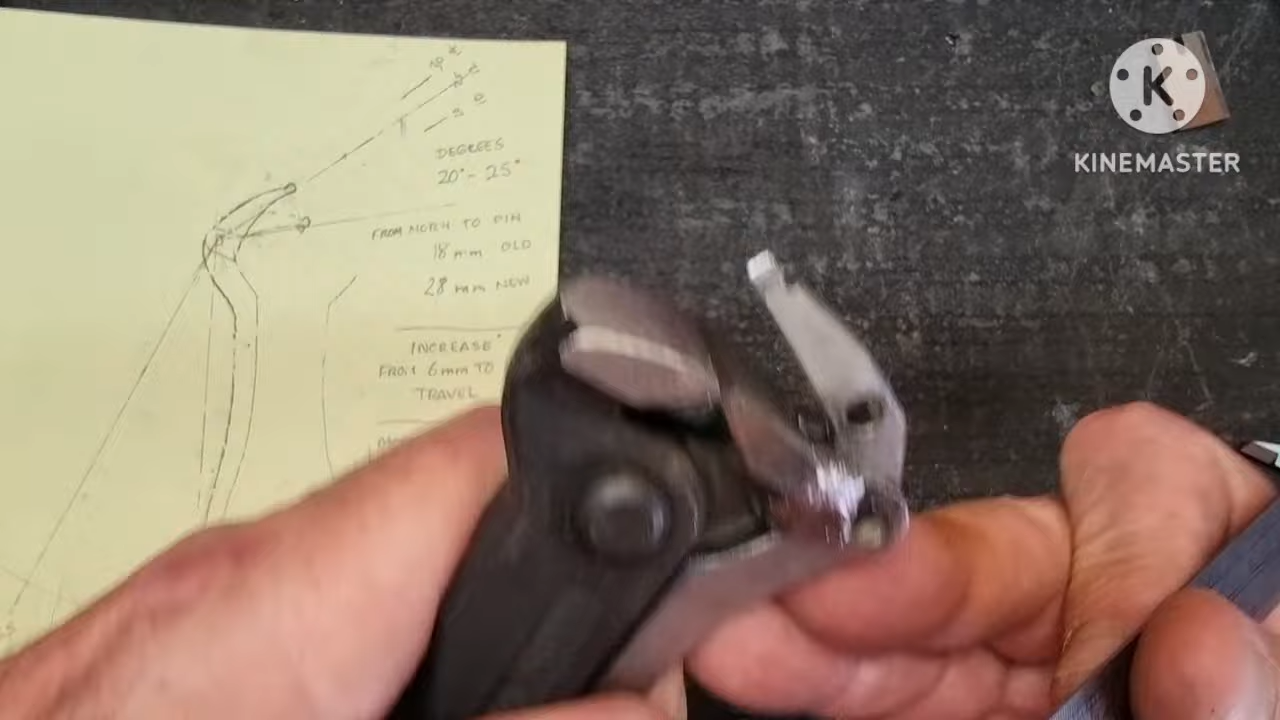 DEGREES
20° - 25°
FROM NOTCH TO PIN
18 mm OLD
28 mm NEW
INCREASE
FROM 6mm TO
TRAVEL
K
KINEMASTER